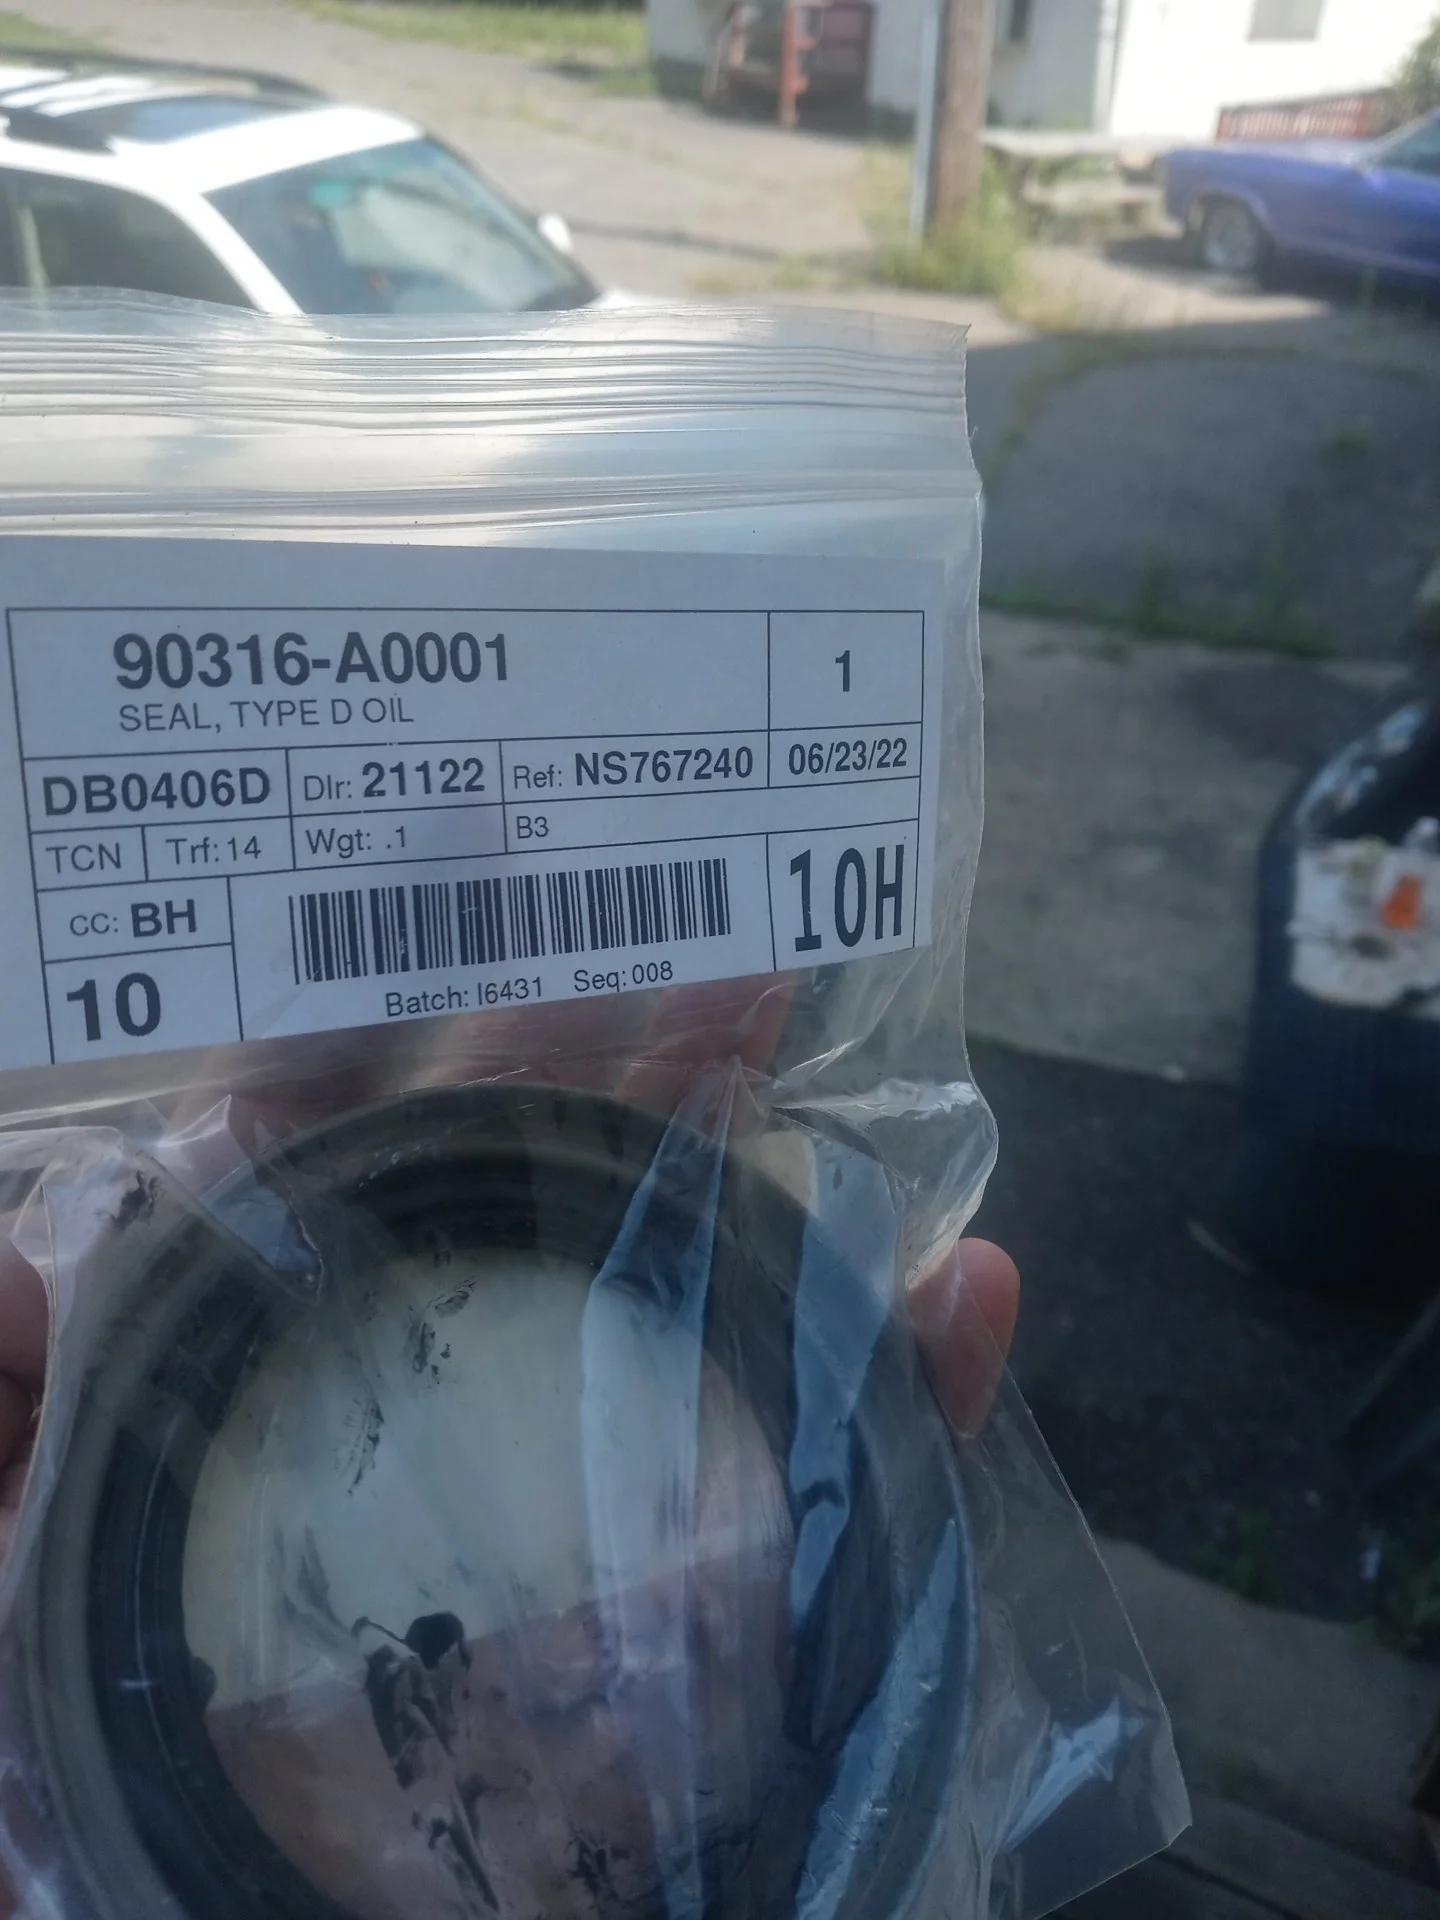 90316-A0001
1
SEAL, TYPE D OIL
DB0406D
Dlr: 21122
Ref: NS767240
06/23/22
TCN
Trf: 14
Wgt: .1
B3
CC: BH
10H
10
Batch: I6431 Seq: 008